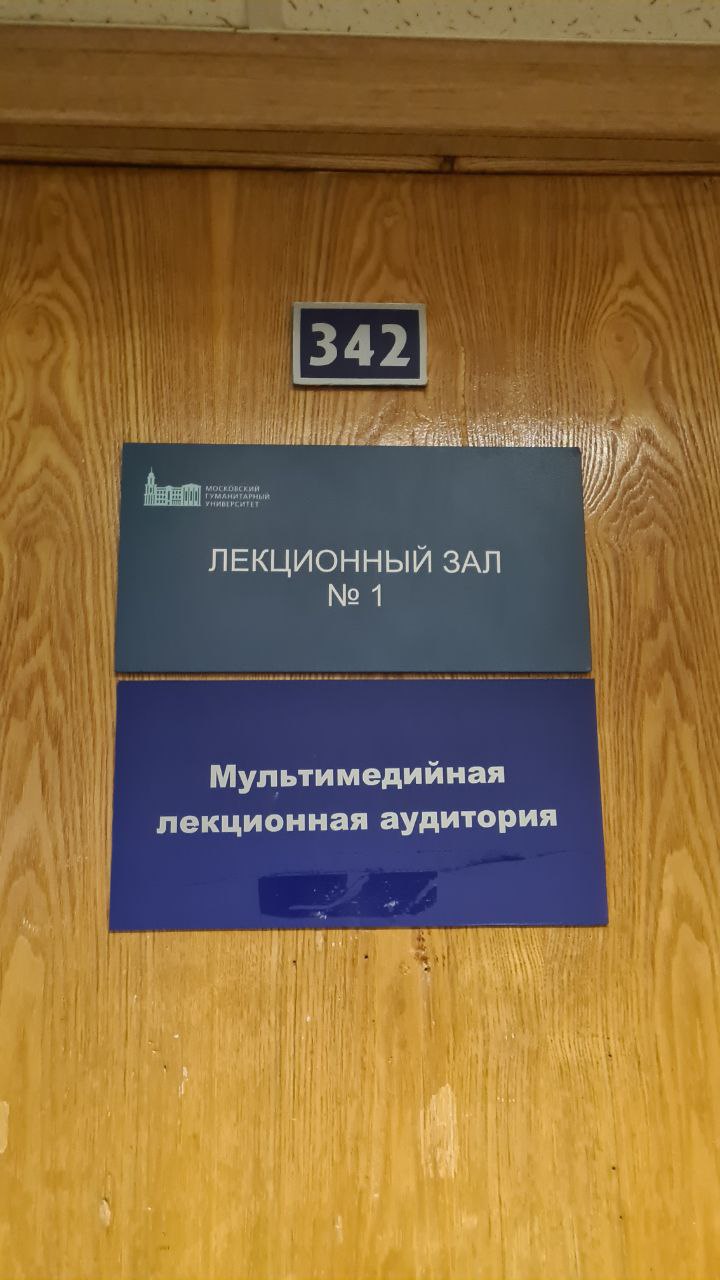 342
МОСКОВСКИЙ
ГУМАНИТАРНЫЙ
УНИВЕРСИТЕТ
ЛЕКЦИОННЫЙ ЗАЛ
№ 1
Мультимедийная
лекционная аудитория